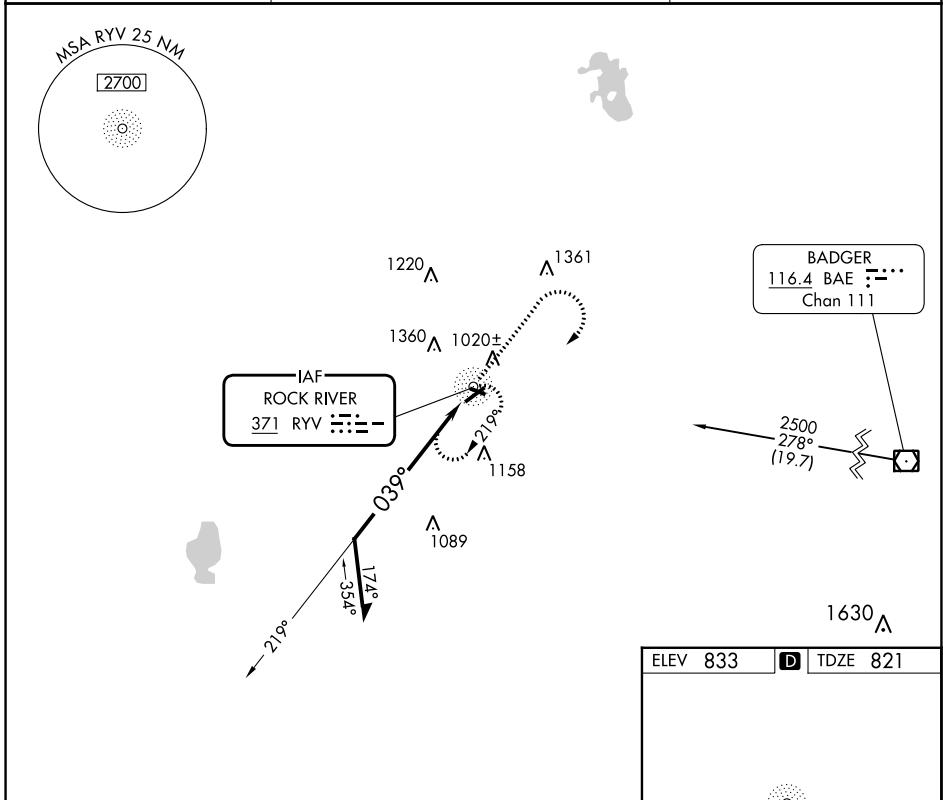 MSA RYV 25 NM
2700
1220
1361
BADGER
116.4 BAE
Chan 111
1360
1020±
IAF
ROCK RIVER
371 RYV
219°
2500
278°
(19.7)
1158
039°
1089
174°
354°
219°
1630
ELEV 833 D TDZE 821